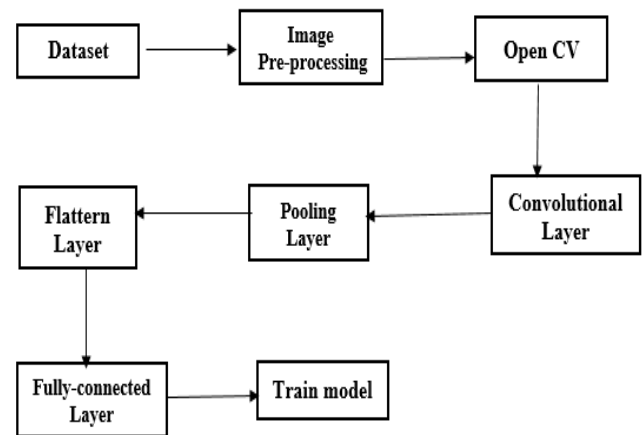 Dataset
Image
Pre-processing
Open CV
Convolutional
Layer
Pooling
Layer
Flattern
Layer
Fully-connected
Layer
Train model